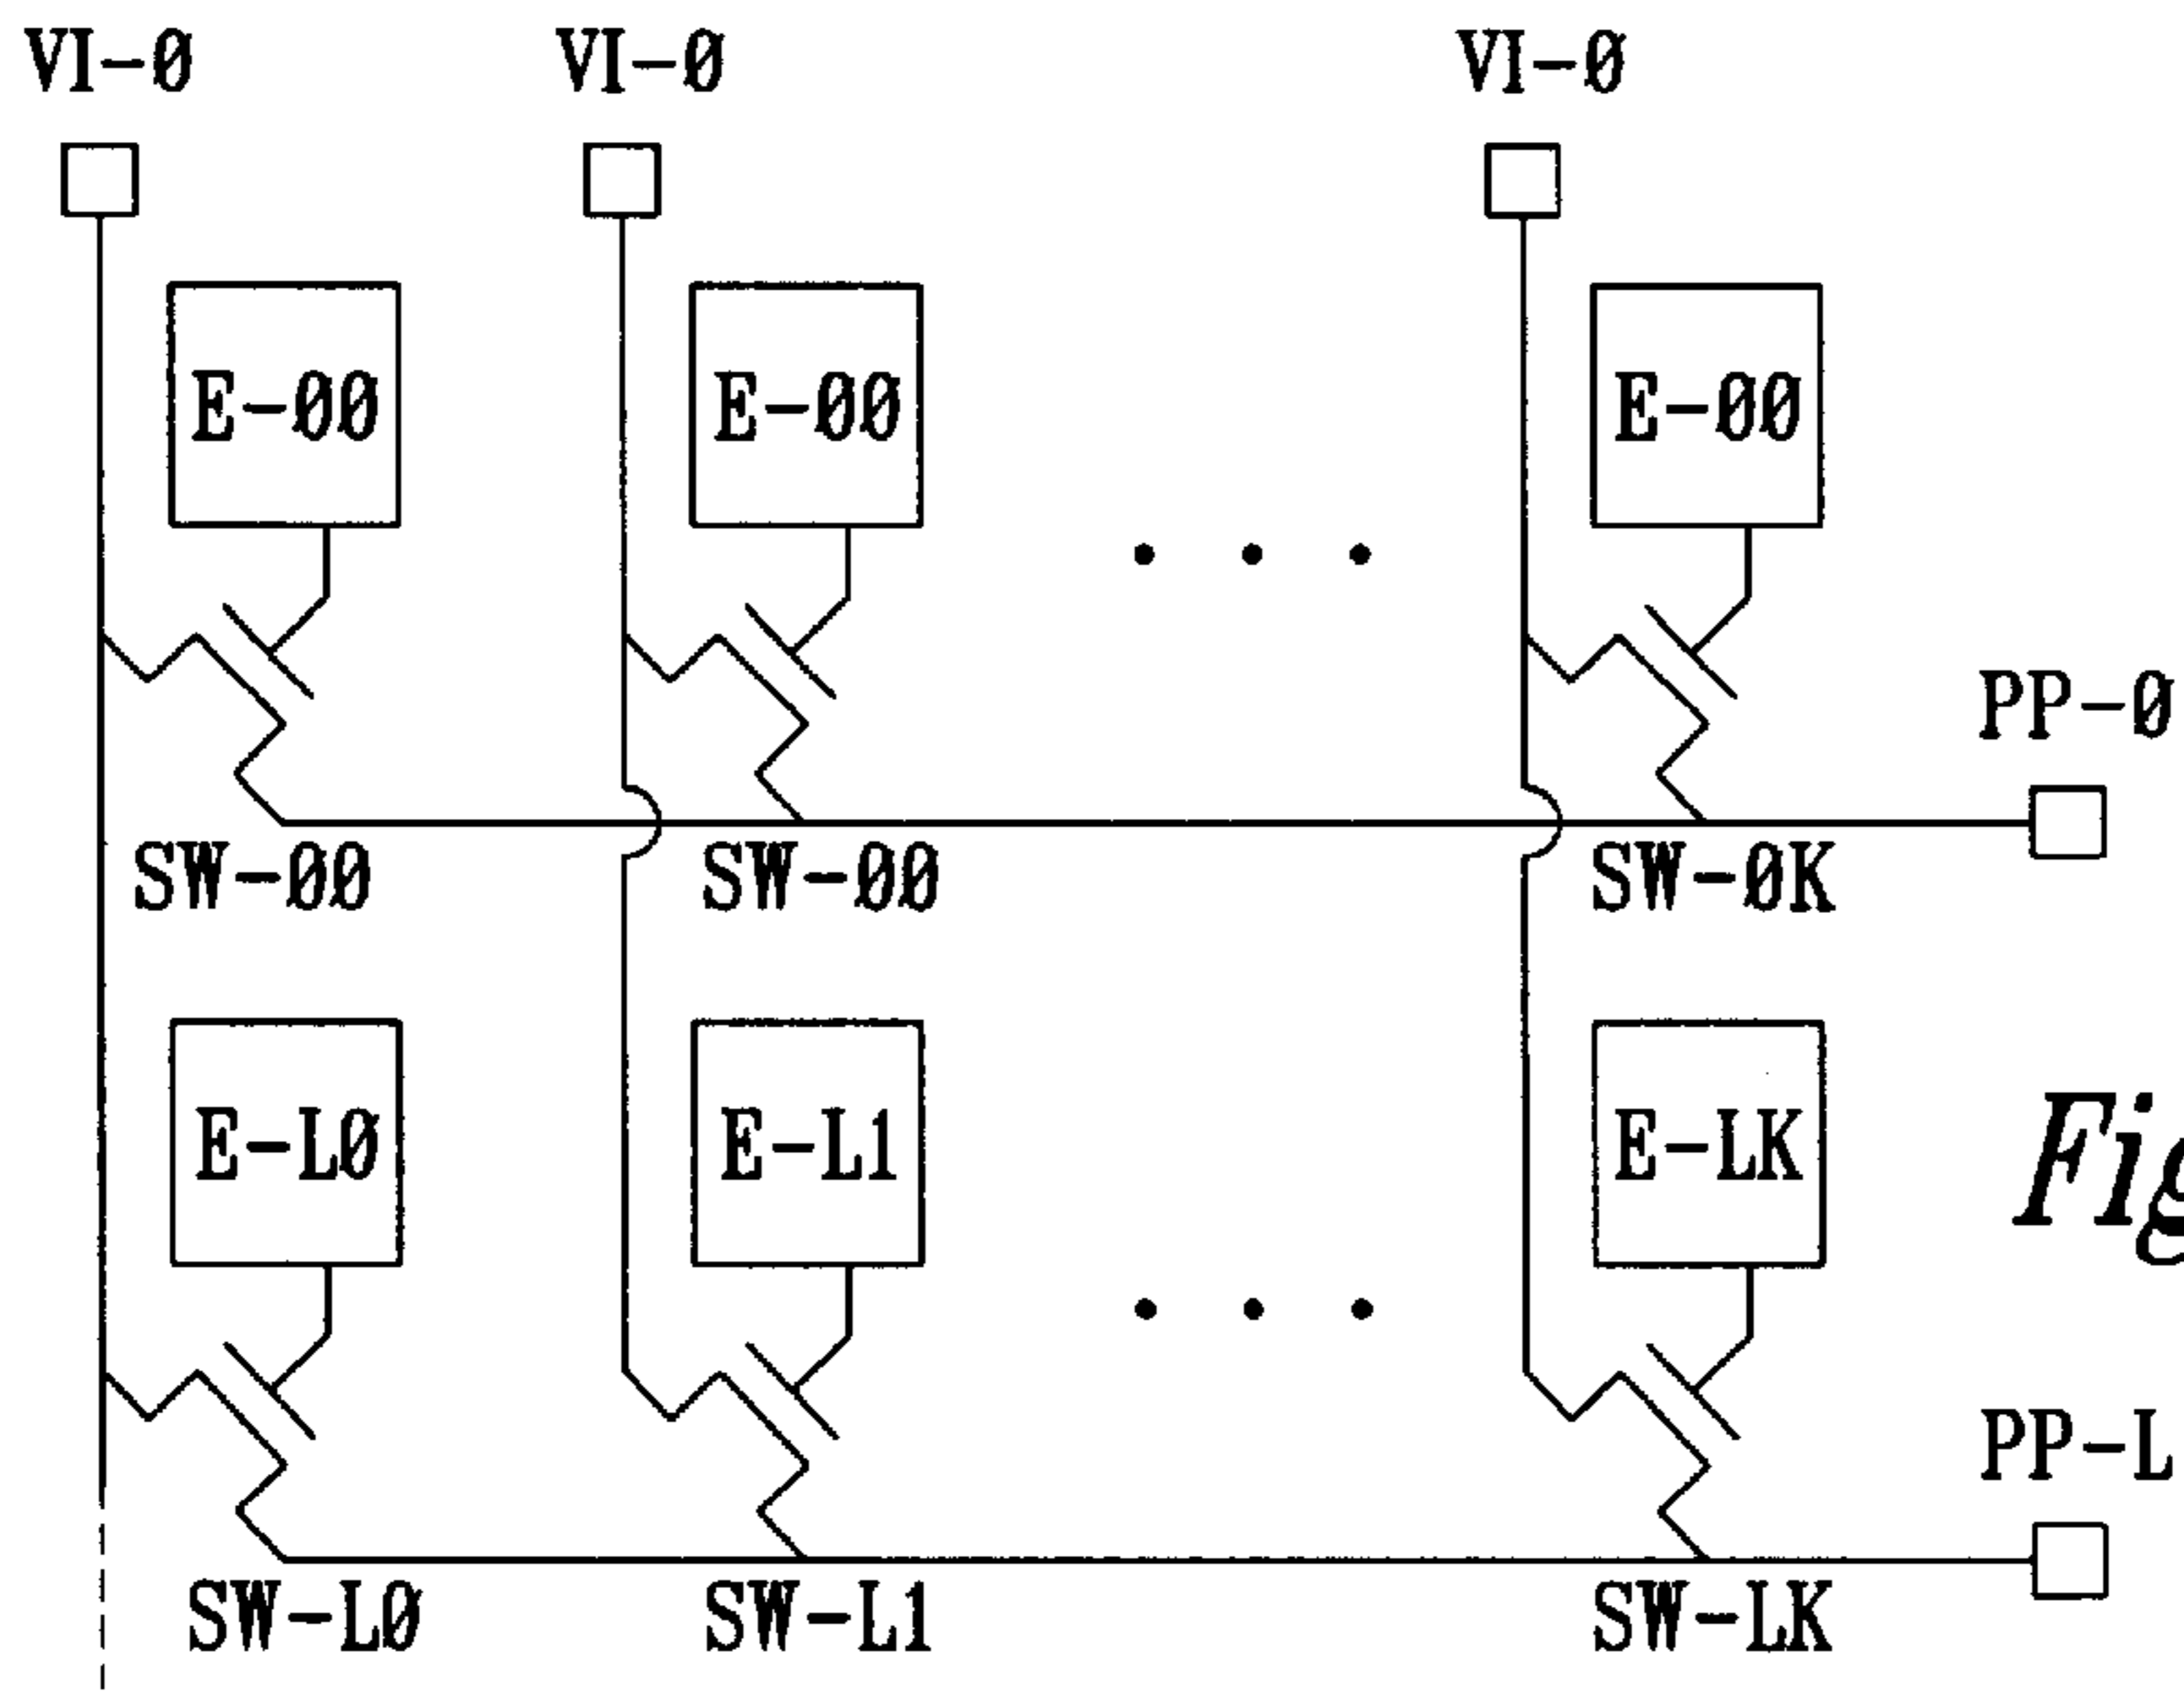 VI-0 VI-0 VI-0
E-00 E-00 E-00
PP-0
SW-00 SW-00 SW-0K
E-L0 E-L1 E-LK
Fig
PP-L
SW-L0 SW-L1 SW-LK